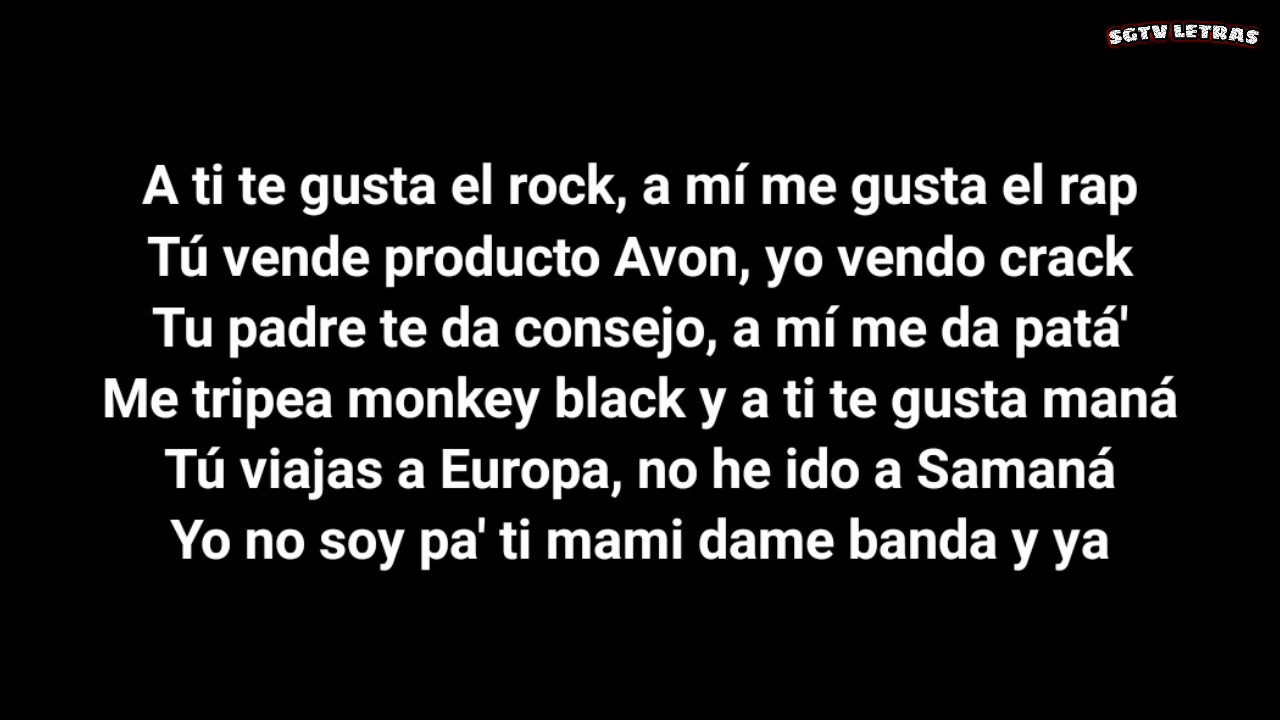 SGTV LETRAS
A ti te gusta el rock, a mí me gusta el rap
Tú vende producto Avon, yo vendo crack
Tu padre te da consejo, a mí me da patá'
Me tripea monkey black y a ti te gusta maná
Tú viajas a Europa, no he ido a Samaná
Yo no soy pa' ti mami dame banda y ya